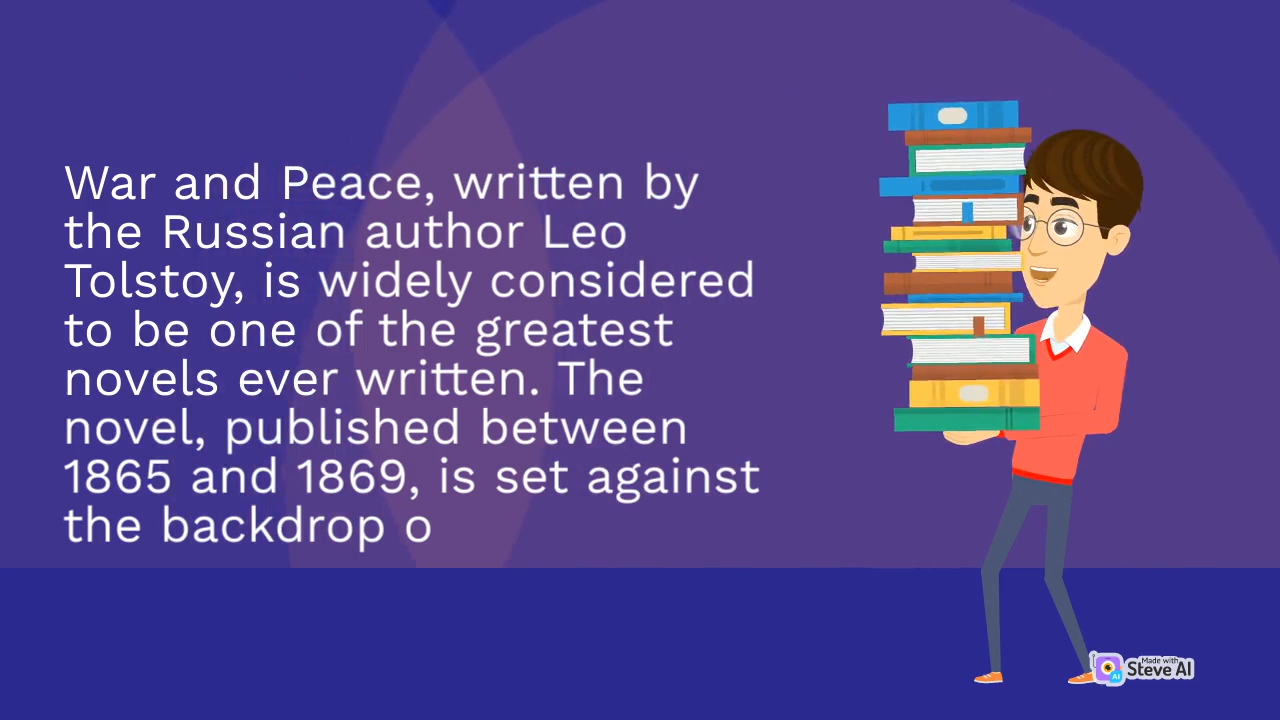 War and Peace, written by
the Russian author Leo
Tolstoy, is widely considered
to be one of the greatest
novels ever written. The
novel, published between
1865 and 1869, is set against
the backdrop o
Made with
Steve AI
AI